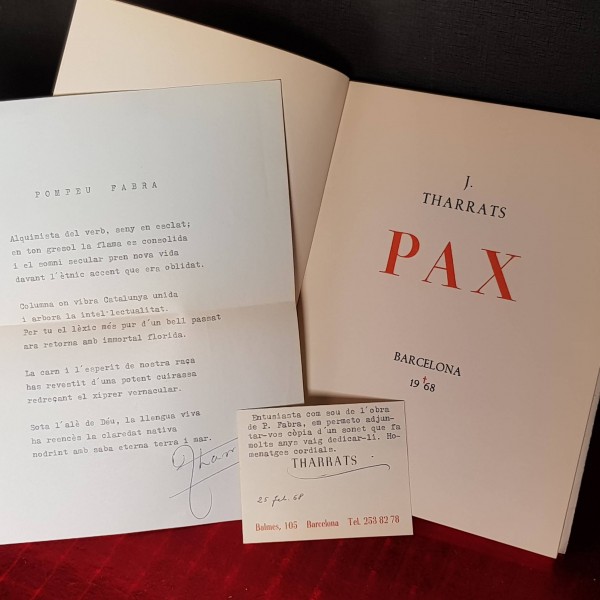 POMPEU FABRA
Alquimista del verb, seny en esclat;
en ton gresol la flama es consolida
i el somni secular pren nova vida
davant l'ètnic accent que era oblidat.
Columna on vibra Catalunya unida
i arbora la intel·lectualitat.
Per tu el lèxic més pur d'un bell passat
ara retorna amb immortal florida.
La carn i l'esperit de nostra raça
has revestit d'una potent cuirassa
redreçant el xiprer vernacular.
Sota l'alè de Déu, la llengua viva
ha reencès la claredat nativa
nodrint amb saba eterna terra i mar.
J.
THARRATS
PAX
BARCELONA
1968
Entusiasta com sou de l'obra
de P. Fabra, em permeto adjun-
tar-vos còpia d'un sonet que fa
molts anys vaig dedicar-li. Ho-
menatges cordials.
THARRATS
25 feb. 68
Balmes, 105 Barcelona Tel. 253 82 78